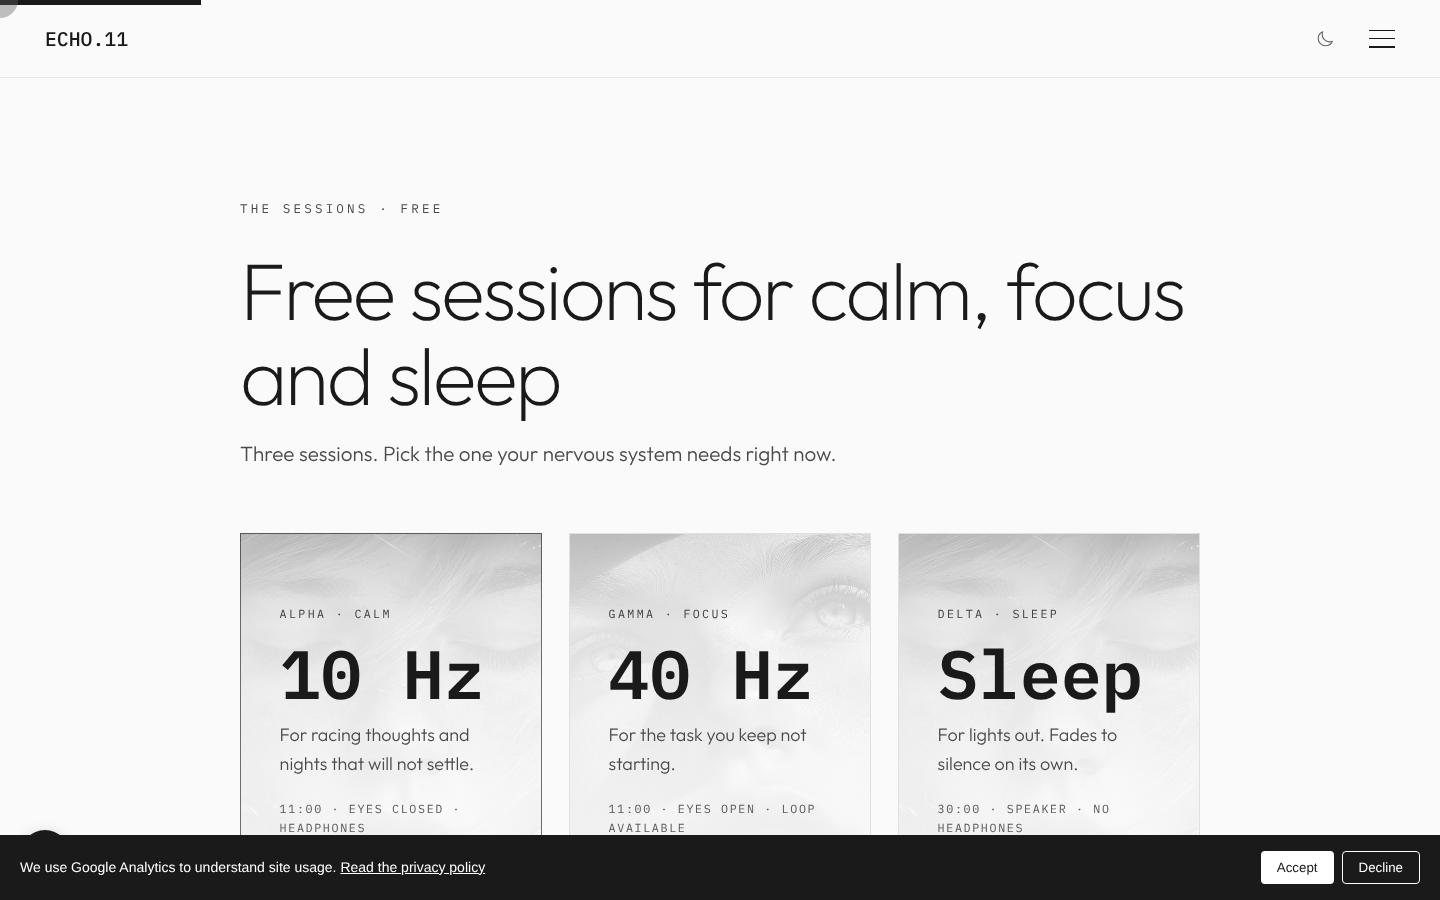 ECHO.11
THE SESSIONS · FREE
Free sessions for calm, focus
and sleep
Three sessions. Pick the one your nervous system needs right now.
ALPHA · CALM
10 Hz
For racing thoughts and
nights that will not settle.
11:00 · EYES CLOSED ·
HEADPHONES
GAMMA · FOCUS
40 Hz
For the task you keep not
starting.
11:00 · EYES OPEN · LOOP
AVAILABLE
DELTA · SLEEP
Sleep
For lights out. Fades to
silence on its own.
30:00 · SPEAKER · NO
HEADPHONES
We use Google Analytics to understand site usage. Read the privacy policy
Accept
Decline